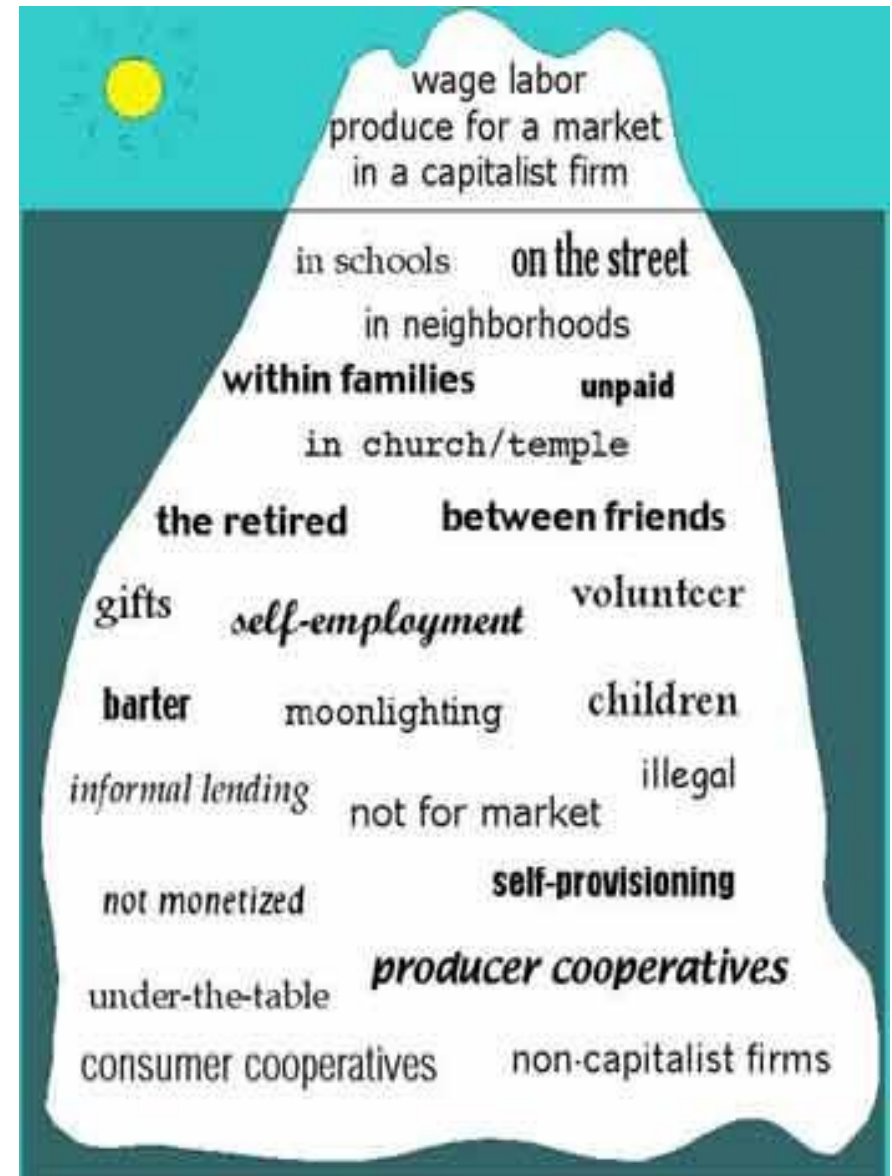 wage labor
produce for a market
in a capitalist firm
in schools on the street
in neighborhoods
within families unpaid
in church/temple
the retired between friends
gifts self-employment volunteer
barter moonlighting children
informal lending not for market illegal
not monetized self-provisioning
under-the-table producer cooperatives
consumer cooperatives non-capitalist firms